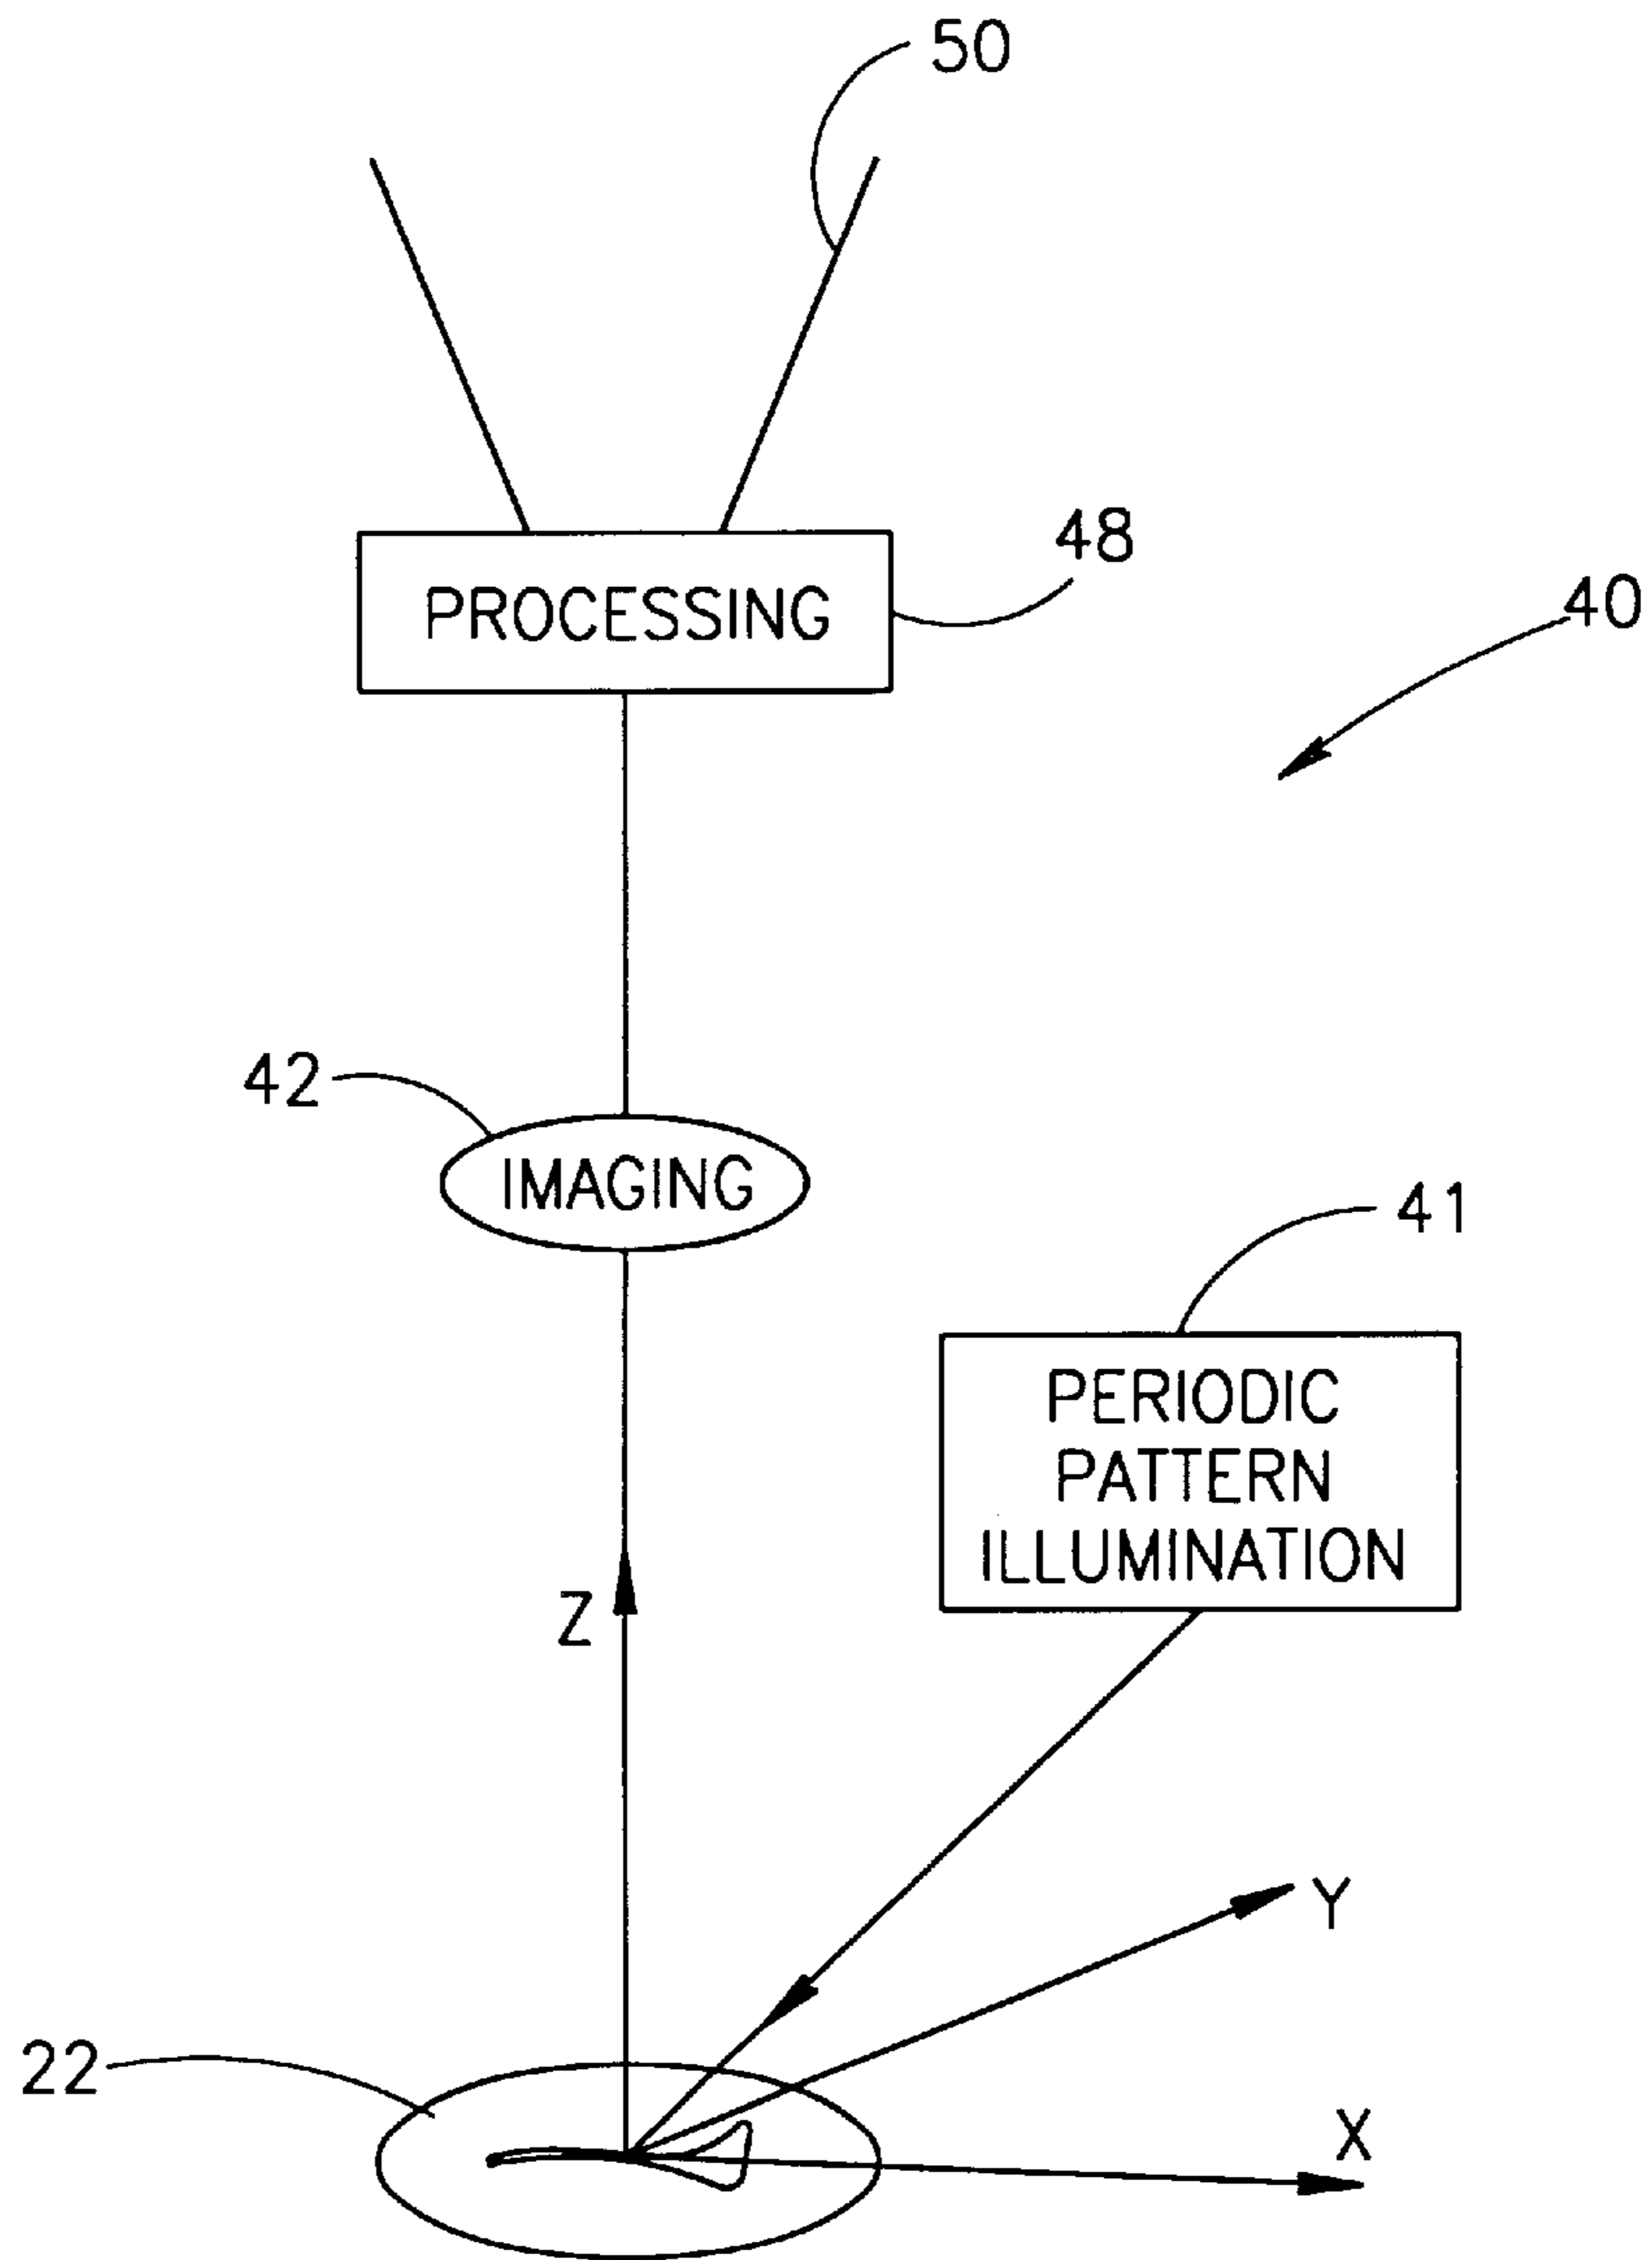 50
48
PROCESSING
40
42
IMAGING
41
PERIODIC
PATTERN
ILLUMINATION
Z
Y
22
X